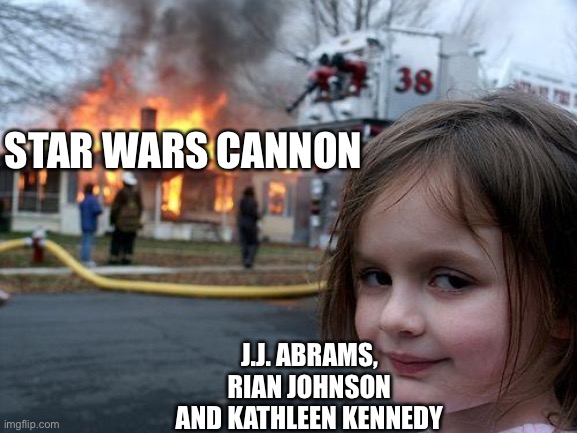 38
STAR WARS CANNON
J.J. ABRAMS,
RIAN JOHNSON
AND KATHLEEN KENNEDY
imgflip.com